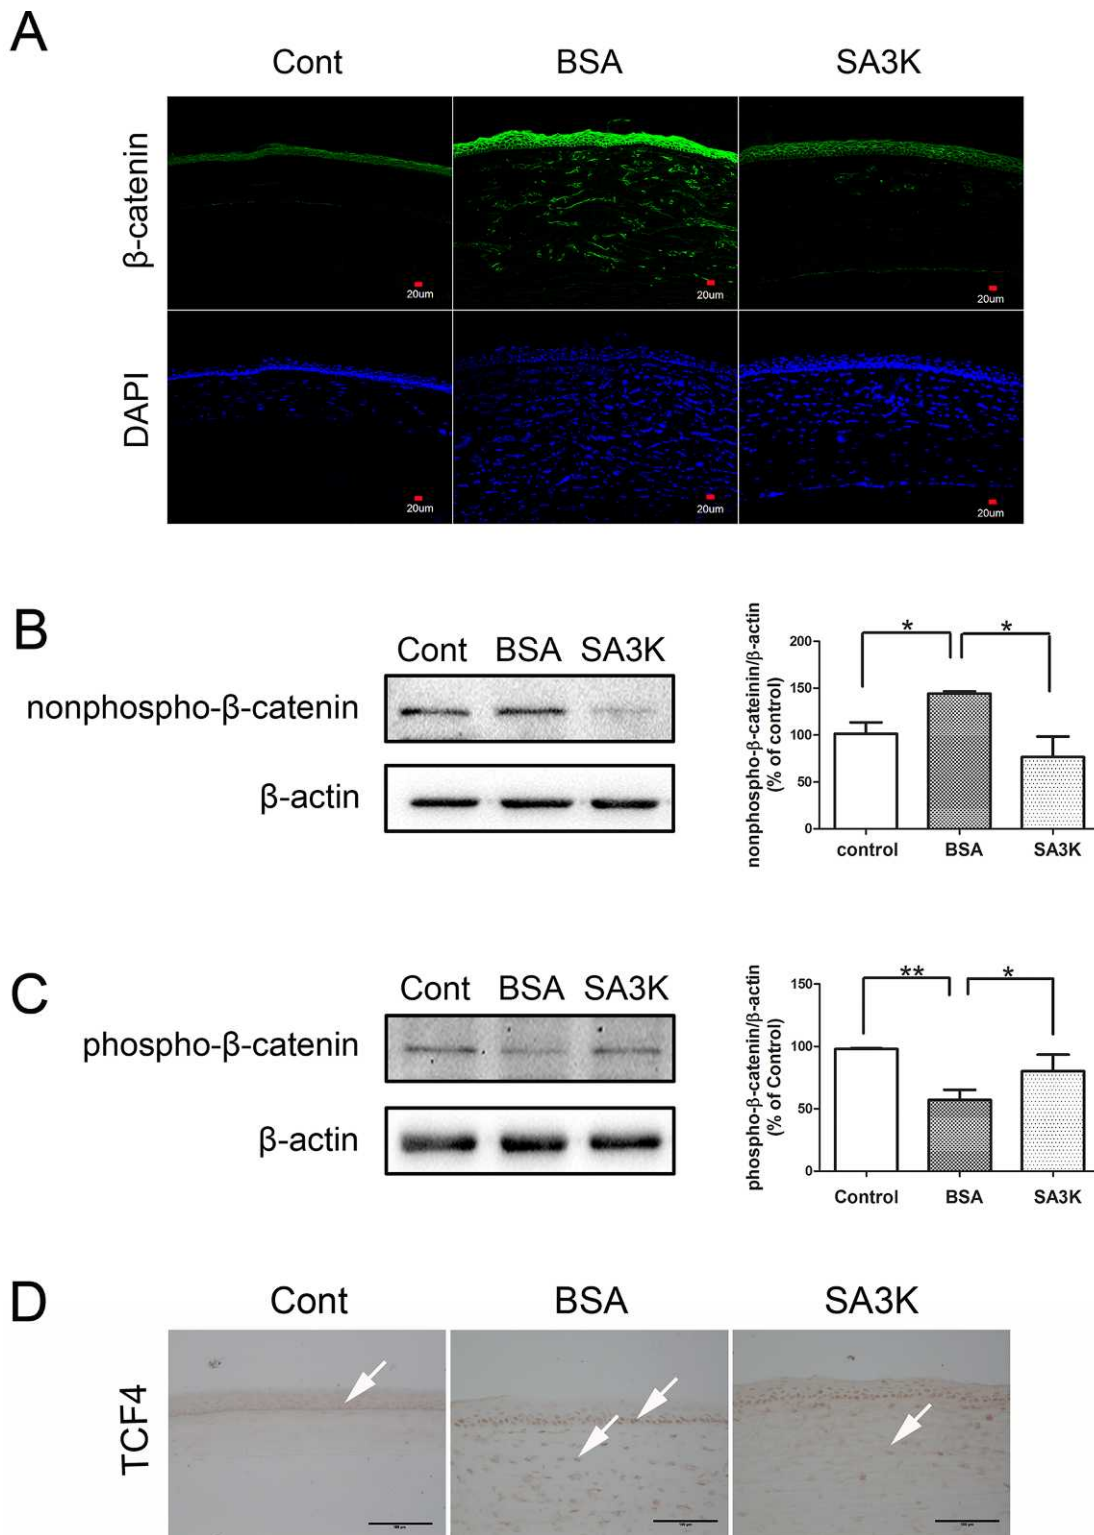 A
Cont BSA SA3K
β-catenin
20um 20um 20um
DAPI
20um 20um 20um
B
Cont BSA SA3K
nonphospho-β-catenin
β-actin
nonphospho-β-cateinin/β-actin
(% of control)
200
150
100
50
0
* *
control BSA SA3K
C
Cont BSA SA3K
phospho-β-catenin
β-actin
phospho-β-catenin/β-actin
(% of Control)
150
100
50
0
** *
Control BSA SA3K
D
Cont BSA SA3K
TCF4